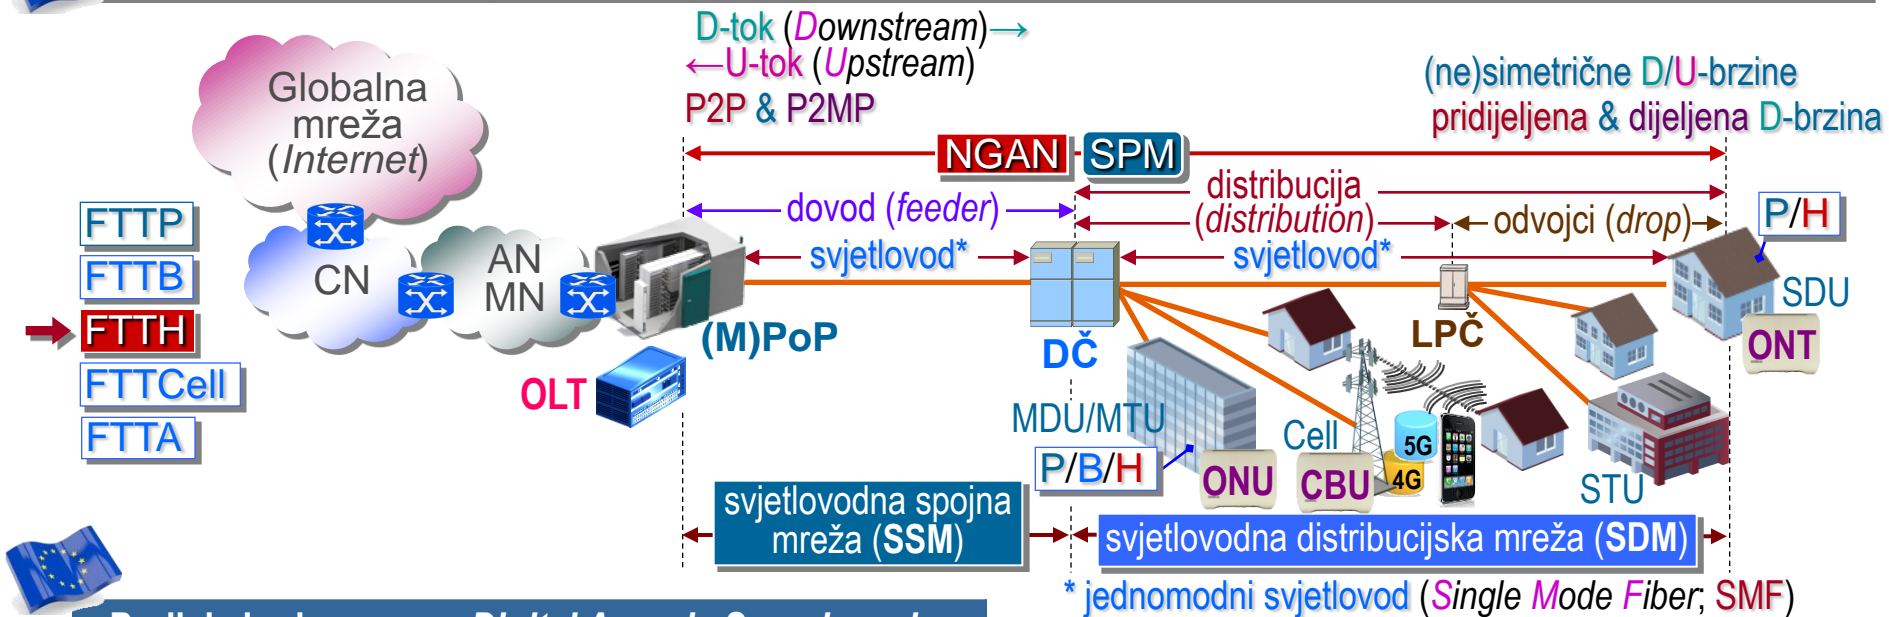 D-tok (Downstream)→
←U-tok (Upstream)
P2P & P2MP
(ne)simetrične D/U-brzine
pridijeljena & dijeljena D-brzina
Globalna
mreža
(Internet)
NGAN SPM
dovod (feeder)
distribucija
(distribution)
odvojci (drop)
svjetlovod*
svjetlovod*
P/H
FTTP
FTTB
FTTH
FTTCell
FTTA
CN
AN
MN
(M)PoP
OLT
DČ
LPČ
SDU
ONT
MDU/MTU
P/B/H
ONU
Cell
CBU
5G
4G
STU
svjetlovodna spojna
mreža (SSM)
svjetlovodna distribucijska mreža (SDM)
* jednomodni svjetlovod (Single Mode Fiber; SMF)